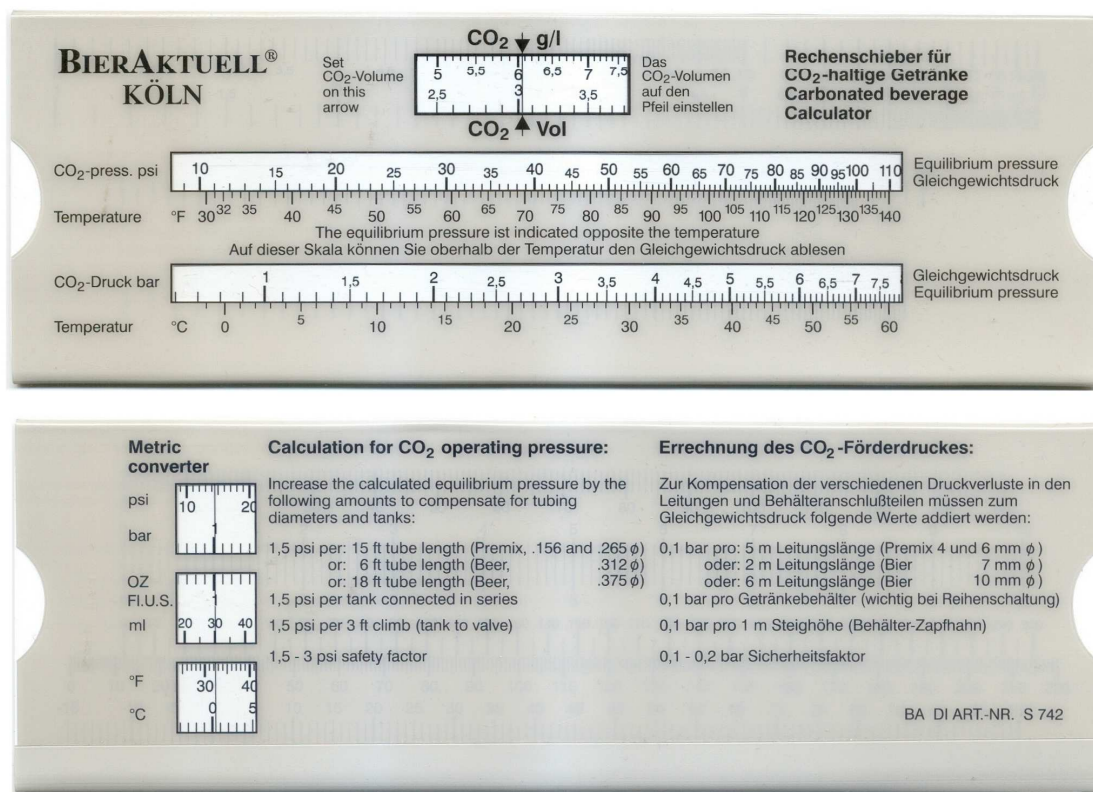 BIERAKTUELL®
KÖLN
Set
CO2-Volume
on this
arrow
CO2 g/l
5 5,5 6 6,5 7 7,5
2,5 3 3,5
CO2 Vol
Das
CO2-Volumen
auf den
Pfeil einstellen
Rechenschieber für
CO2-haltige Getränke
Carbonated beverage
Calculator
CO2-press. psi 10 15 20 25 30 35 40 45 50 55 60 65 70 75 80 85 90 95 100 110 Equilibrium pressure
Gleichgewichtsdruck
Temperature °F 30 32 35 40 45 50 55 60 65 70 75 80 85 90 95 100 105 110 115 120 125 130 135 140
The equilibrium pressure ist indicated opposite the temperature
Auf dieser Skala können Sie oberhalb der Temperatur den Gleichgewichtsdruck ablesen
CO2-Druck bar 1 1,5 2 2,5 3 3,5 4 4,5 5 5,5 6 6,5 7 7,5 8 Gleichgewichtsdruck
Equilibrium pressure
Temperatur °C 0 5 10 15 20 25 30 35 40 45 50 55 60
Metric
converter
psi 10 20
bar 1
OZ
Fl.U.S. 1
ml 20 30 40
°F 30 40
°C 0 5
Calculation for CO2 operating pressure:
Increase the calculated equilibrium pressure by the
following amounts to compensate for tubing
diameters and tanks:
1,5 psi per: 15 ft tube length (Premix, .156 and .265 ϕ)
or: 6 ft tube length (Beer, .312 ϕ)
or: 18 ft tube length (Beer, .375 ϕ)
1,5 psi per tank connected in series
1,5 psi per 3 ft climb (tank to valve)
1,5 - 3 psi safety factor
Errechnung des CO2-Förderdruckes:
Zur Kompensation der verschiedenen Druckverluste in den
Leitungen und Behälteranschlußteilen müssen zum
Gleichgewichtsdruck folgende Werte addiert werden:
0,1 bar pro: 5 m Leitungslänge (Premix 4 und 6 mm ϕ)
oder: 2 m Leitungslänge (Bier 7 mm ϕ)
oder: 6 m Leitungslänge (Bier 10 mm ϕ)
0,1 bar pro Getränkebehälter (wichtig bei Reihenschaltung)
0,1 bar pro 1 m Steighöhe (Behälter-Zapfhahn)
0,1 - 0,2 bar Sicherheitsfaktor
BA DI ART.-NR. S 742